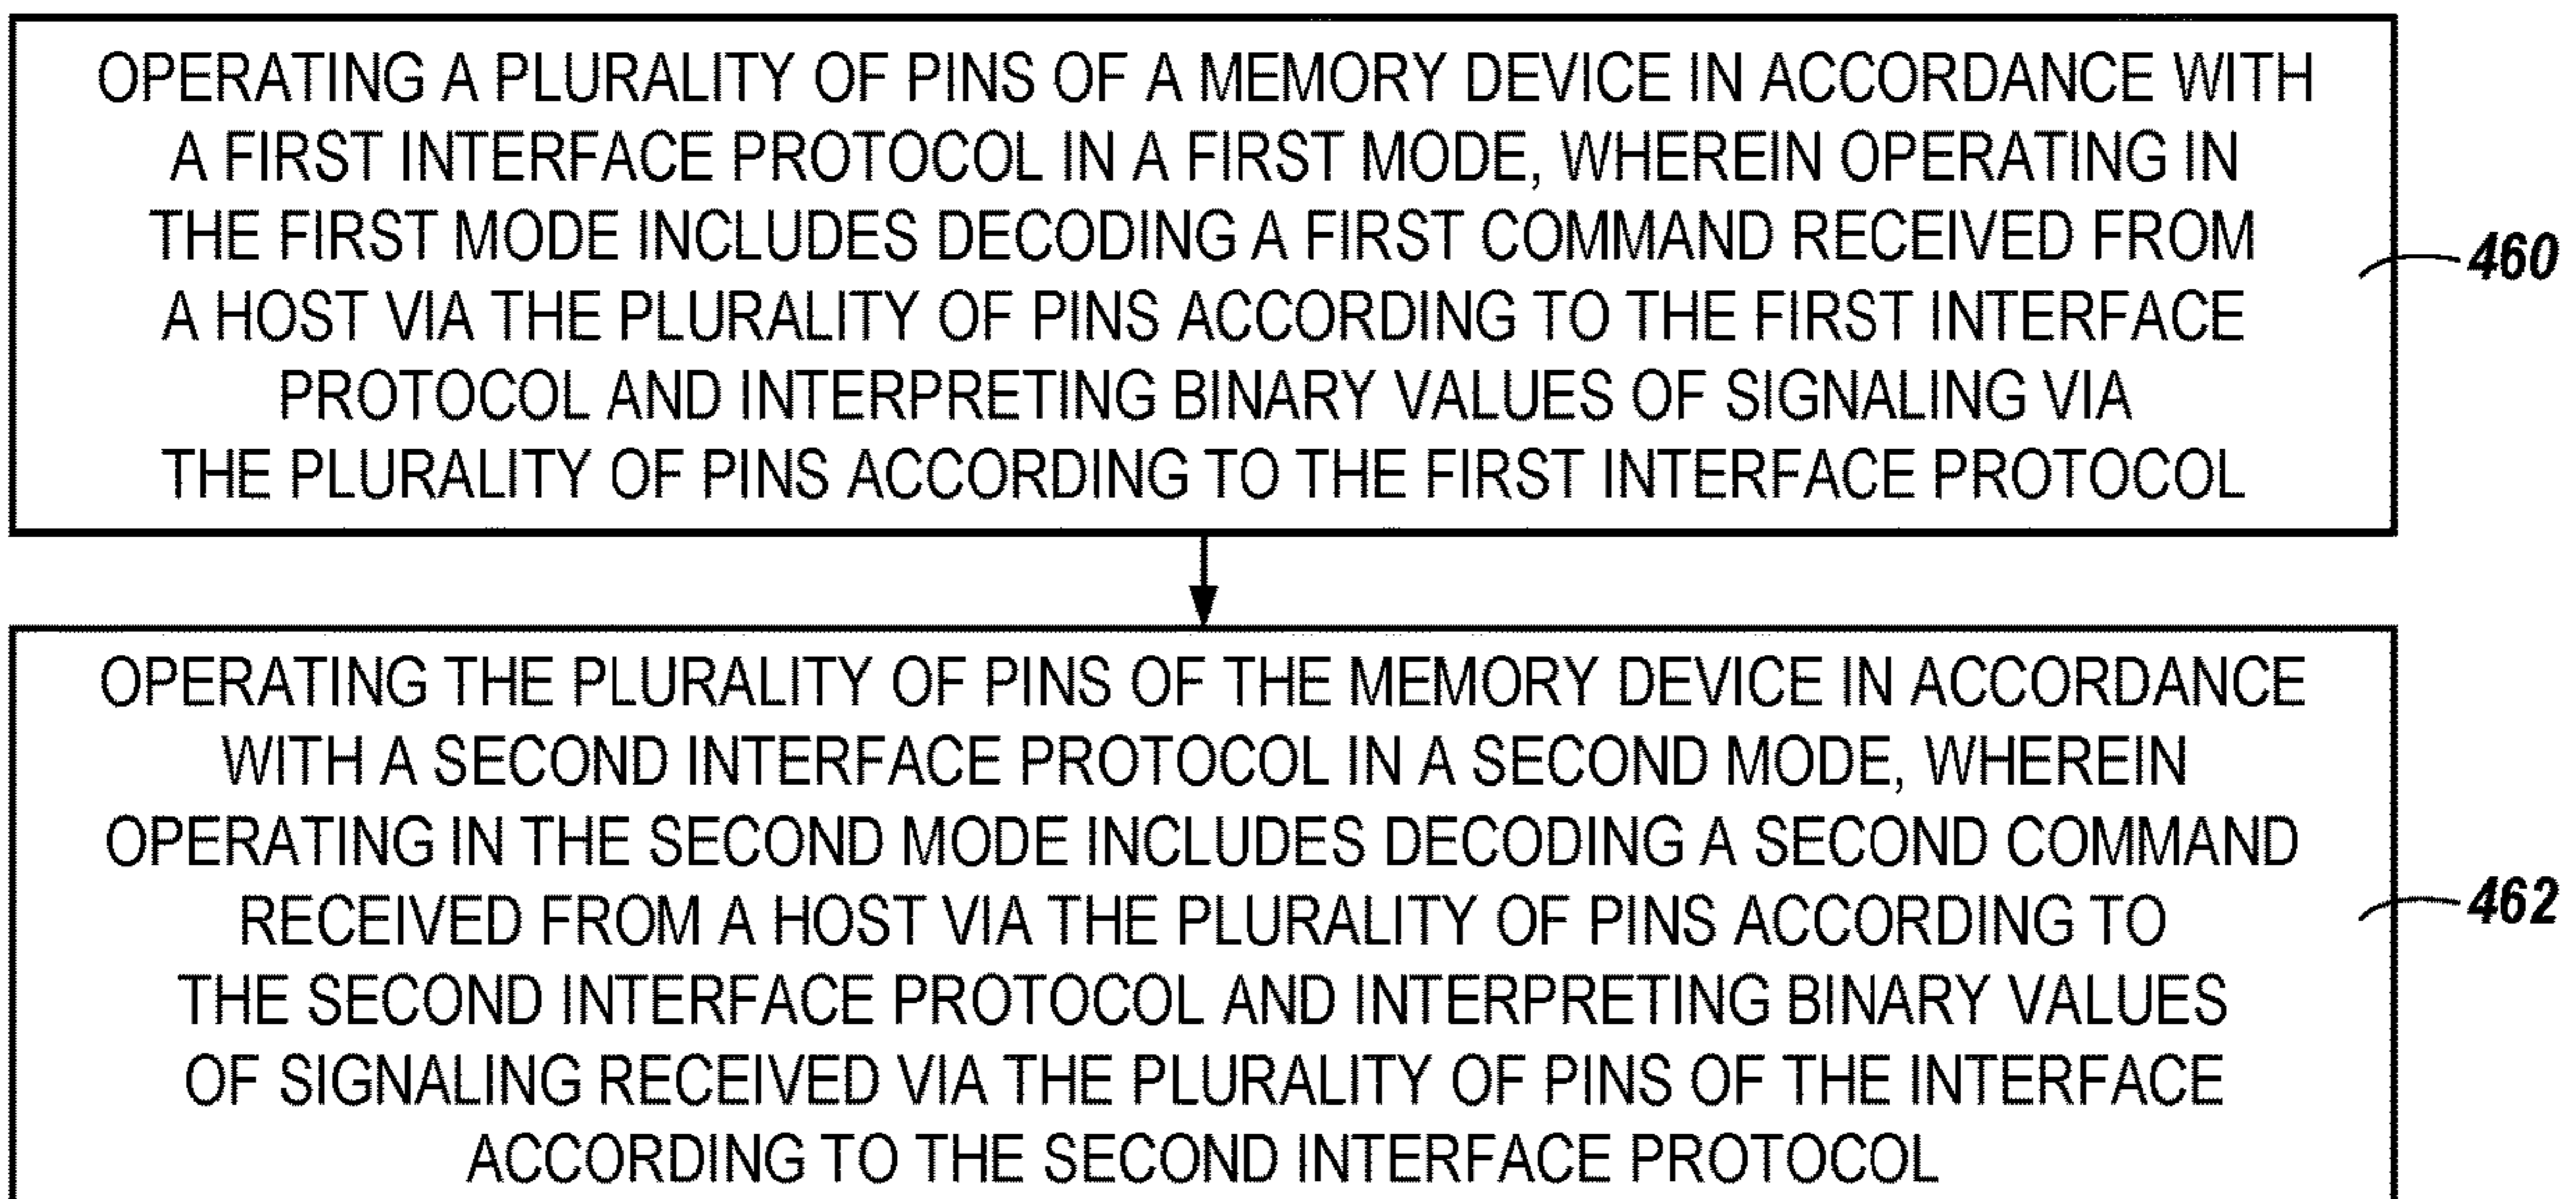 OPERATING A PLURALITY OF PINS OF A MEMORY DEVICE IN ACCORDANCE WITH
A FIRST INTERFACE PROTOCOL IN A FIRST MODE, WHEREIN OPERATING IN
THE FIRST MODE INCLUDES DECODING A FIRST COMMAND RECEIVED FROM
A HOST VIA THE PLURALITY OF PINS ACCORDING TO THE FIRST INTERFACE
PROTOCOL AND INTERPRETING BINARY VALUES OF SIGNALING VIA
THE PLURALITY OF PINS ACCORDING TO THE FIRST INTERFACE PROTOCOL
460
OPERATING THE PLURALITY OF PINS OF THE MEMORY DEVICE IN ACCORDANCE
WITH A SECOND INTERFACE PROTOCOL IN A SECOND MODE, WHEREIN
OPERATING IN THE SECOND MODE INCLUDES DECODING A SECOND COMMAND
RECEIVED FROM A HOST VIA THE PLURALITY OF PINS ACCORDING TO
THE SECOND INTERFACE PROTOCOL AND INTERPRETING BINARY VALUES
OF SIGNALING RECEIVED VIA THE PLURALITY OF PINS OF THE INTERFACE
ACCORDING TO THE SECOND INTERFACE PROTOCOL
462